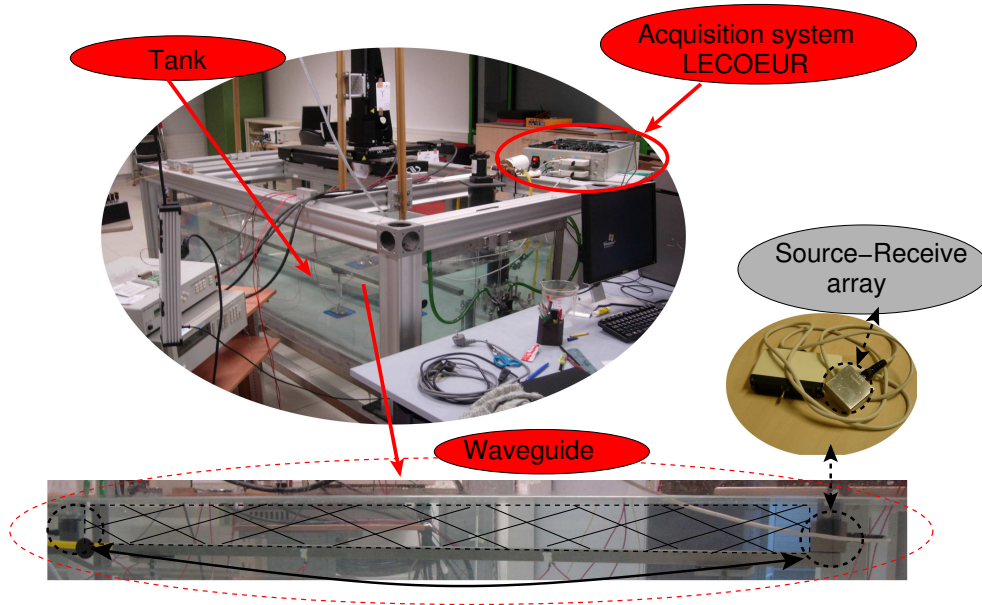 Tank
Acquisition system
LECOEUR
Source−Receive
array
Waveguide